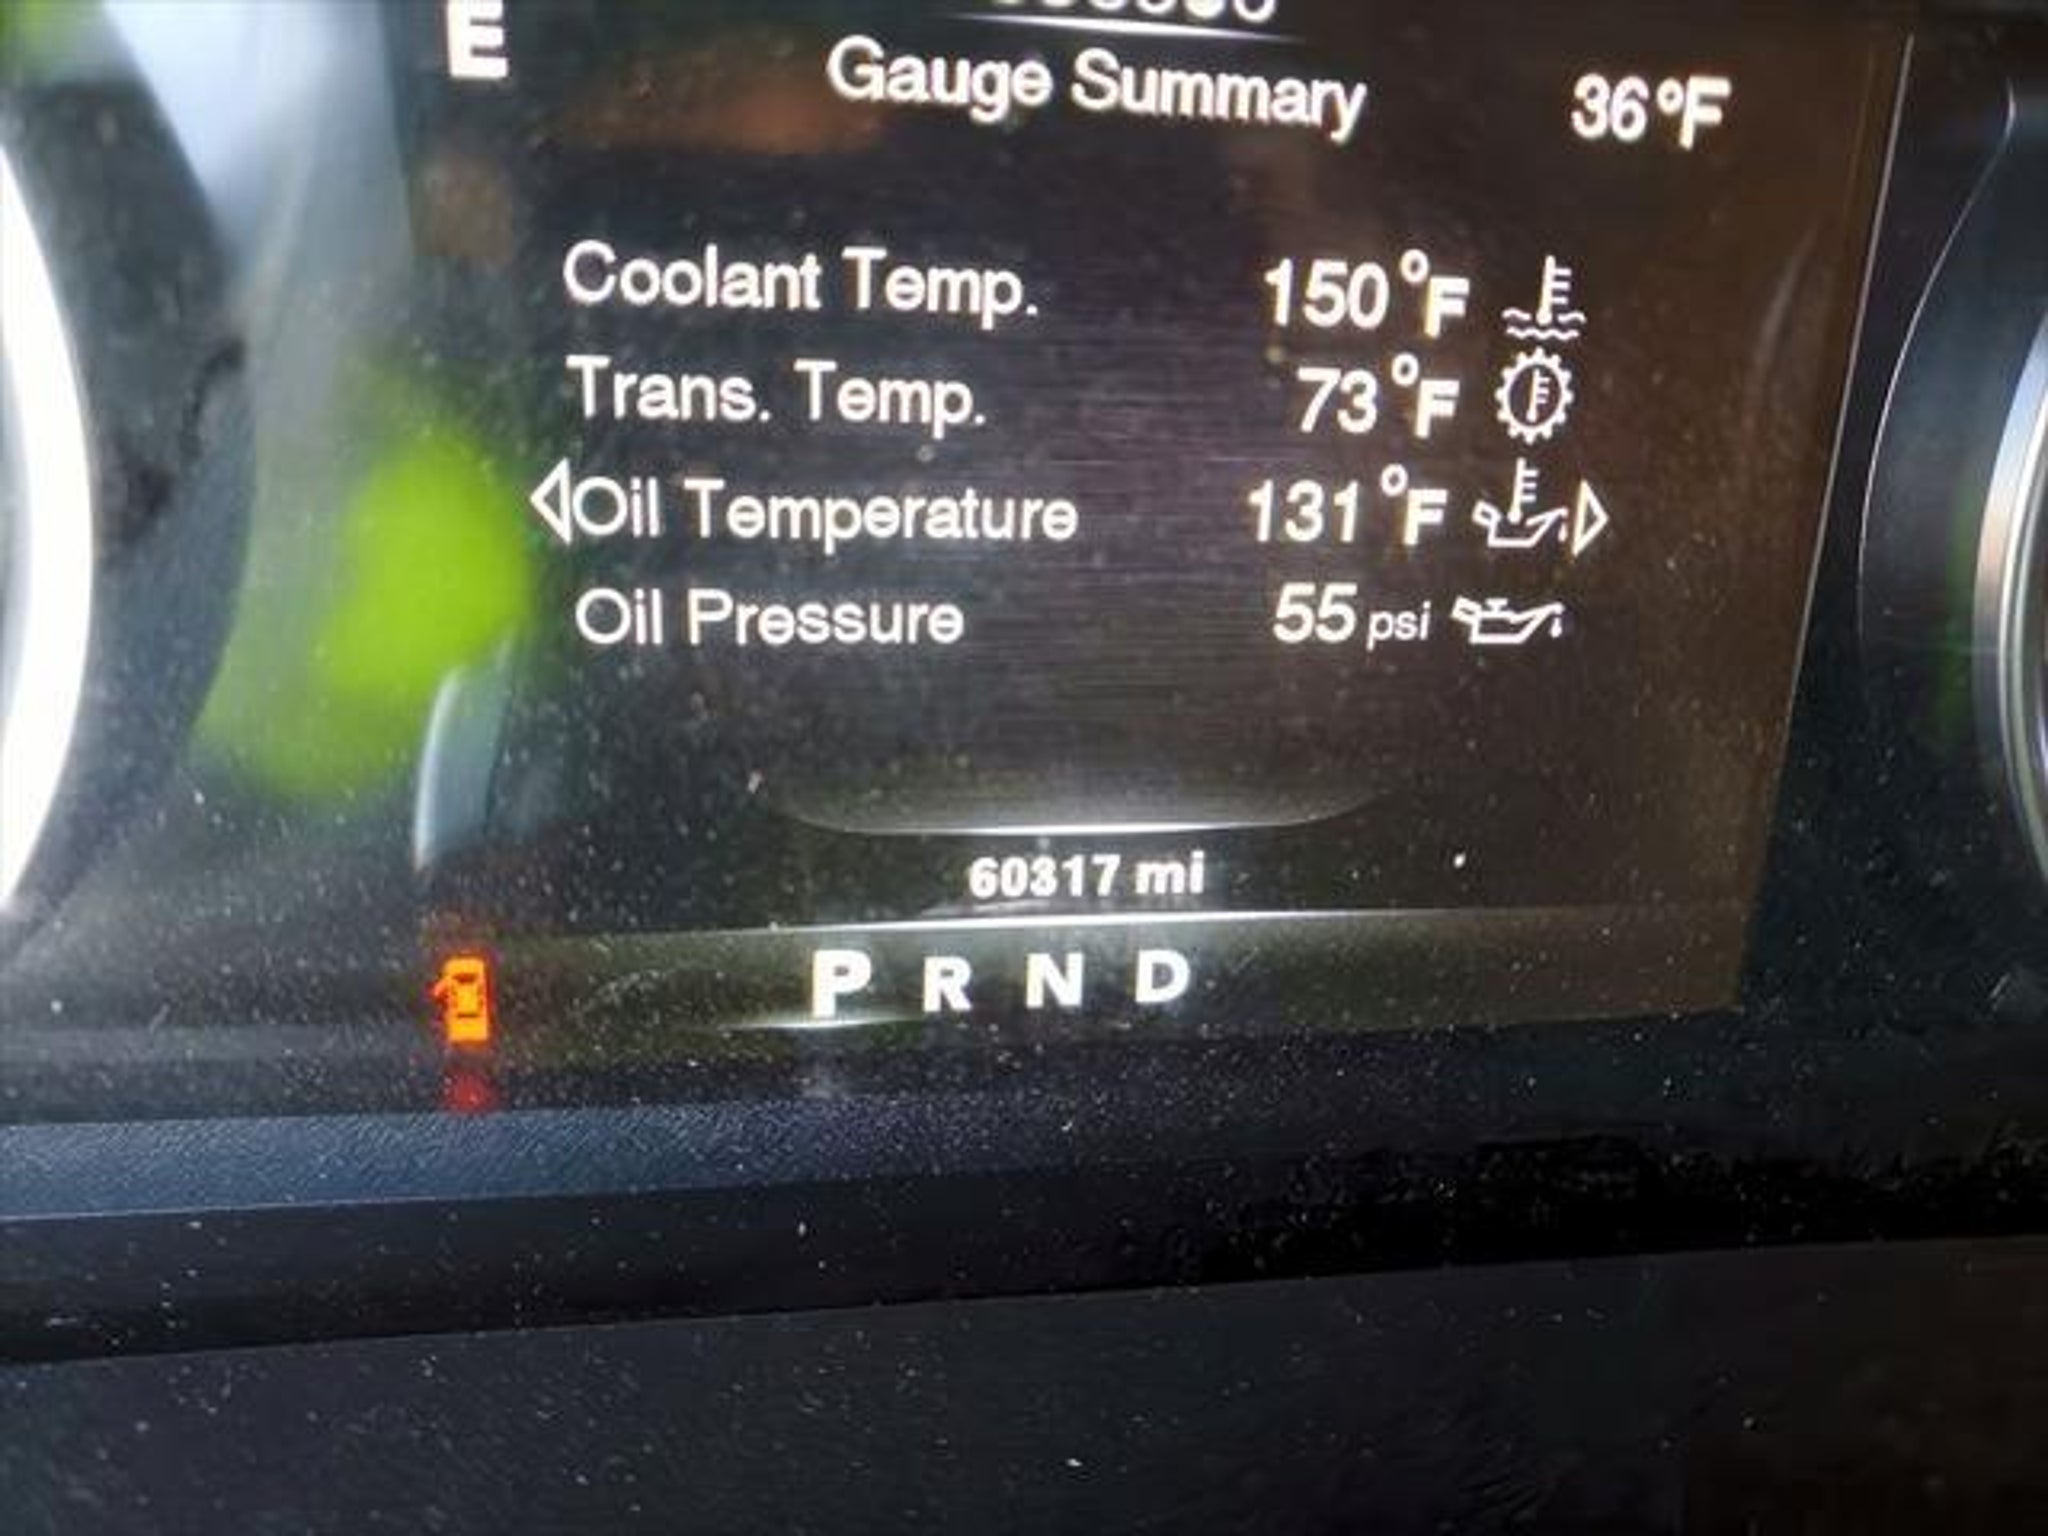 E
Gauge Summary 36°F
Coolant Temp. 150°F
Trans. Temp. 73°F
Oil Temperature 131°F
Oil Pressure 55 psi
60317 mi
P R N D